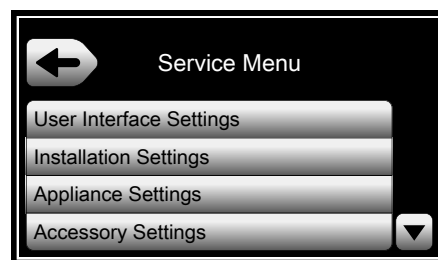 Service Menu
User Interface Settings
Installation Settings
Appliance Settings
Accessory Settings